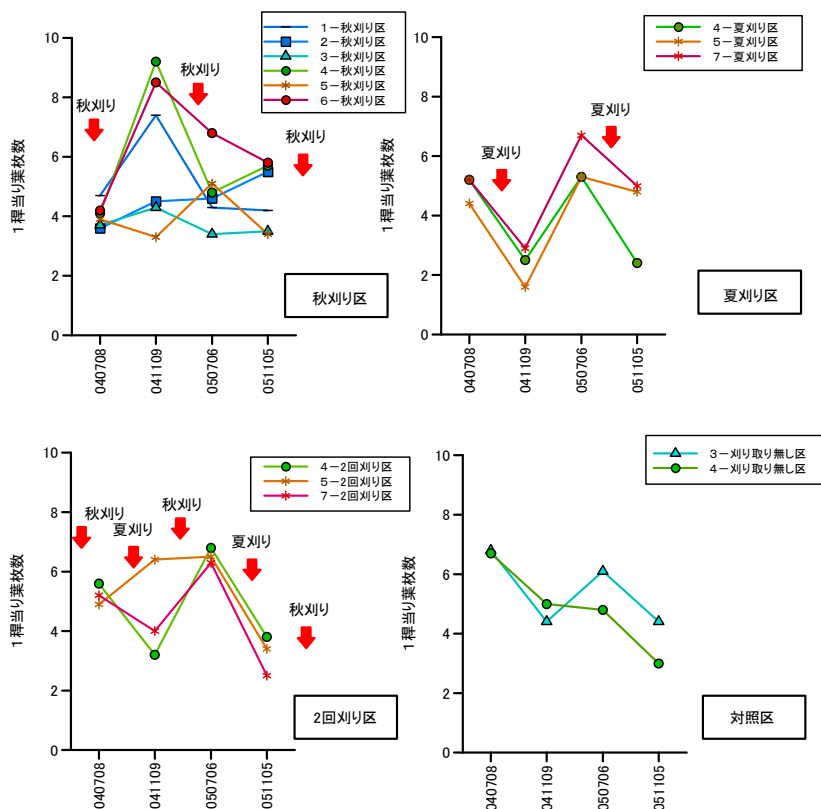 1－秋刈り区
2－秋刈り区
3－秋刈り区
4－秋刈り区
5－秋刈り区
6－秋刈り区
秋刈り
秋刈り
秋刈り
1稈当り葉枚数
10
8
6
4
2
0
040708
041109
050706
051105
秋刈り区
4－夏刈り区
5－夏刈り区
7－夏刈り区
夏刈り
夏刈り
1稈当り葉枚数
10
8
6
4
2
0
040708
041109
050706
051105
夏刈り区
4－2回刈り区
5－2回刈り区
7－2回刈り区
秋刈り
夏刈り
秋刈り
夏刈り
秋刈り
1稈当り葉枚数
10
8
6
4
2
0
040708
041109
050706
051105
2回刈り区
3－刈り取り無し区
4－刈り取り無し区
1稈当り葉枚数
10
8
6
4
2
0
040708
041109
050706
051105
対照区